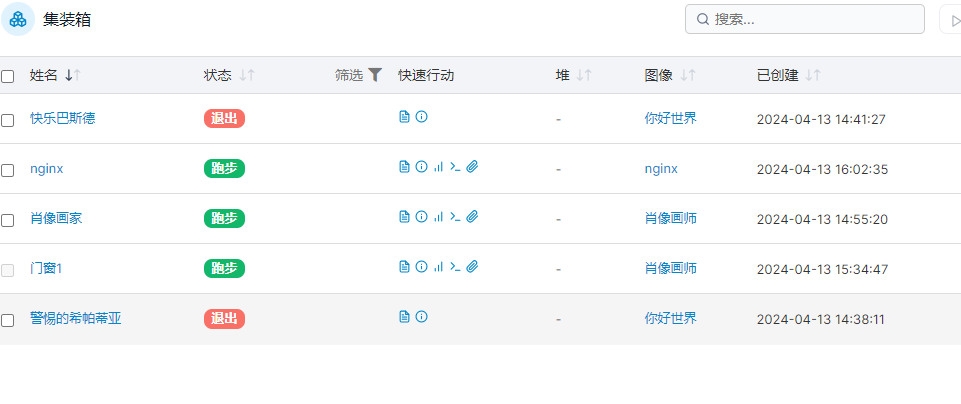 集装箱
搜索...
姓名 状态 筛选 快速行动 堆 图像 已创建
快乐巴斯德 退出 - 你好世界 2024-04-13 14:41:27
nginx 跑步 - nginx 2024-04-13 16:02:35
肖像画家 跑步 - 肖像画师 2024-04-13 14:55:20
门窗1 跑步 - 肖像画师 2024-04-13 15:34:47
警惕的希帕蒂亚 退出 - 你好世界 2024-04-13 14:38:11